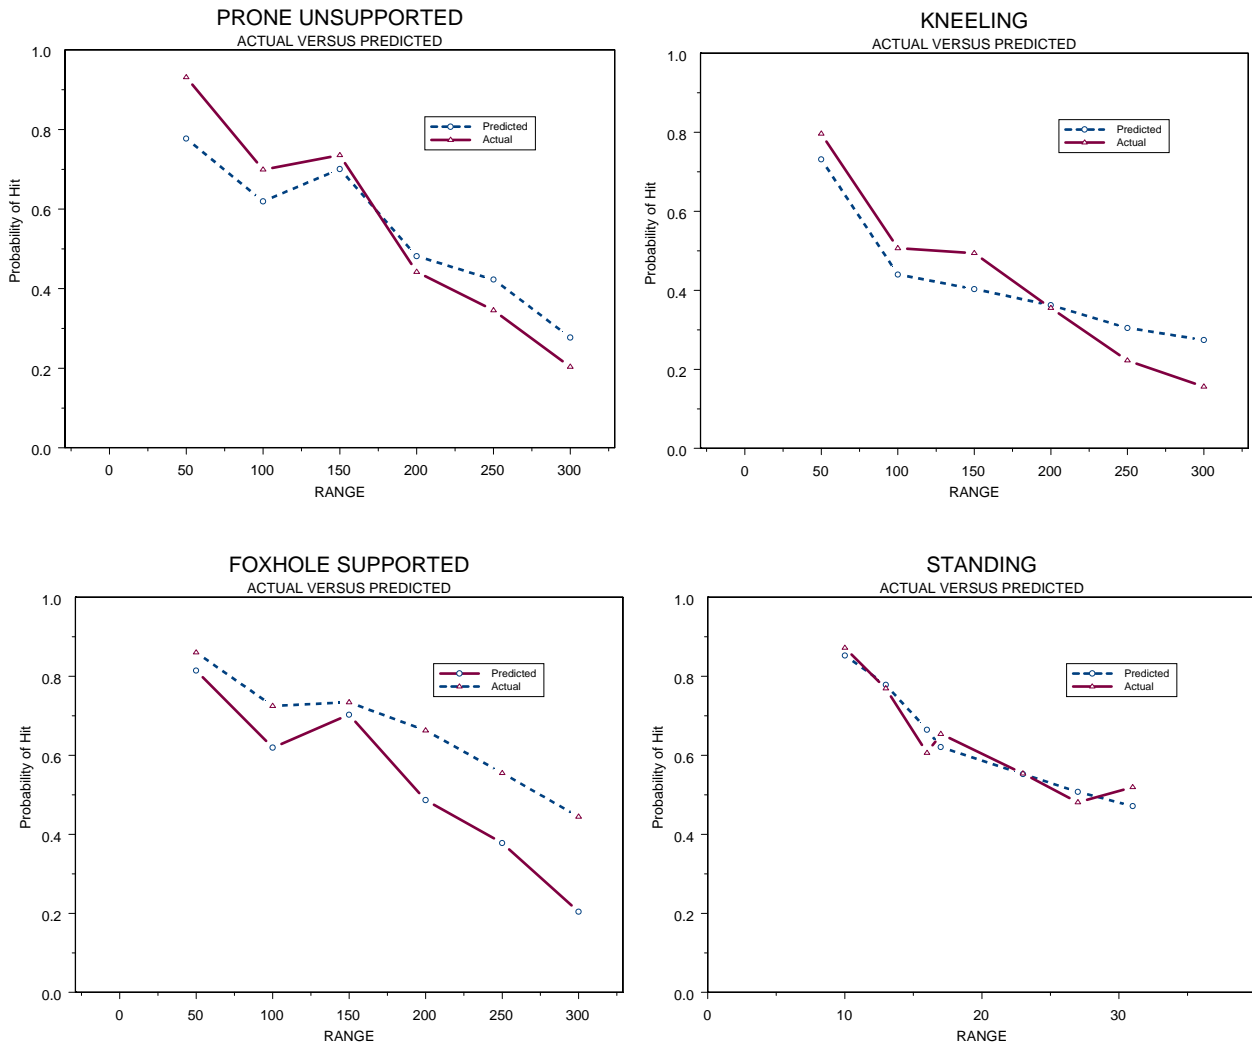 PRONE UNSUPPORTED
ACTUAL VERSUS PREDICTED
1.0
0.8
0.6
0.4
0.2
0.0
Probability of Hit
Predicted
Actual
0 50 100 150 200 250 300
RANGE
KNEELING
ACTUAL VERSUS PREDICTED
1.0
0.8
0.6
0.4
0.2
0.0
Probability of Hit
Predicted
Actual
0 50 100 150 200 250 300
RANGE
FOXHOLE SUPPORTED
ACTUAL VERSUS PREDICTED
1.0
0.8
0.6
0.4
0.2
0.0
Probability of Hit
Predicted
Actual
0 50 100 150 200 250 300
RANGE
STANDING
ACTUAL VERSUS PREDICTED
1.0
0.8
0.6
0.4
0.2
0.0
Probability of Hit
Predicted
Actual
0 10 20 30
RANGE